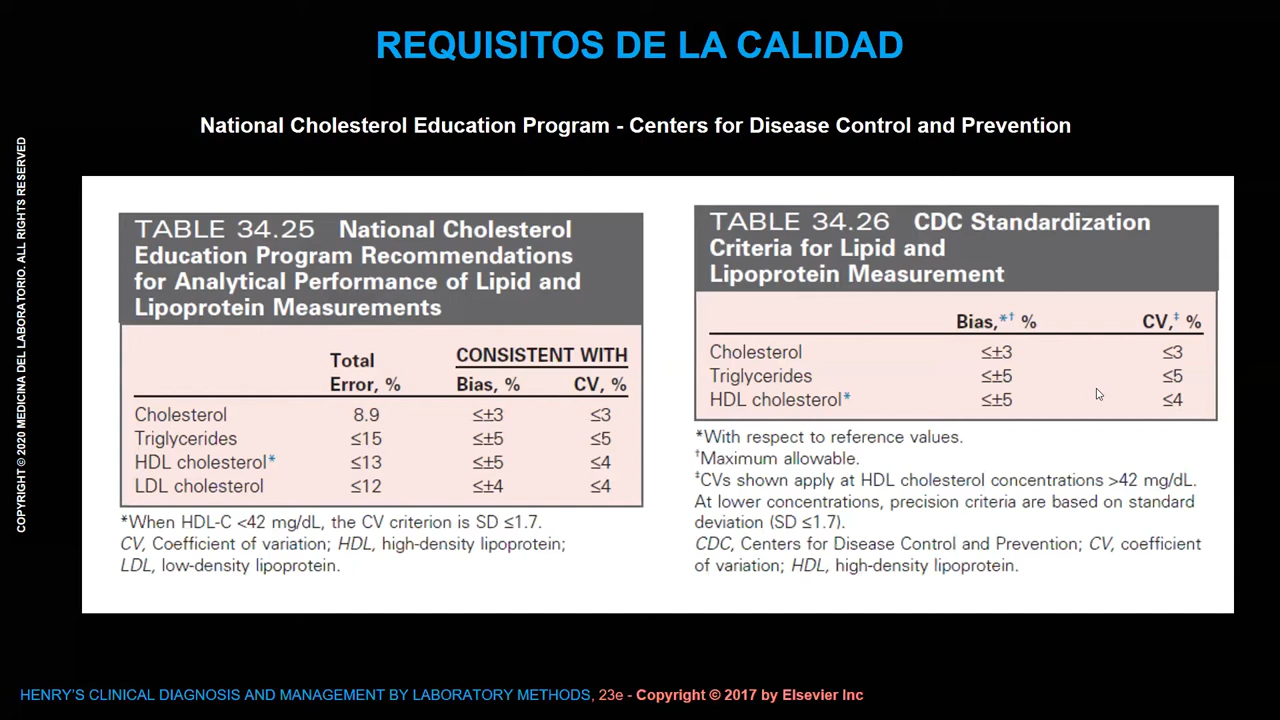 REQUISITOS DE LA CALIDAD
National Cholesterol Education Program - Centers for Disease Control and Prevention
COPYRIGHT © 2020 MEDICINA DEL LABORATORIO. ALL RIGHTS RESERVED
TABLE 34.25 National Cholesterol
Education Program Recommendations
for Analytical Performance of Lipid and
Lipoprotein Measurements
Total CONSISTENT WITH
Error, % Bias, % CV, %
Cholesterol 8.9 ≤±3 ≤3
Triglycerides ≤15 ≤±5 ≤5
HDL cholesterol* ≤13 ≤±5 ≤4
LDL cholesterol ≤12 ≤±4 ≤4
*When HDL-C <42 mg/dL, the CV criterion is SD ≤1.7.
CV, Coefficient of variation; HDL, high-density lipoprotein;
LDL, low-density lipoprotein.
TABLE 34.26 CDC Standardization
Criteria for Lipid and
Lipoprotein Measurement
Bias,*† % CV,‡ %
Cholesterol ≤±3 ≤3
Triglycerides ≤±5 ≤5
HDL cholesterol* ≤±5 ≤4
*With respect to reference values.
†Maximum allowable.
‡CVs shown apply at HDL cholesterol concentrations >42 mg/dL.
At lower concentrations, precision criteria are based on standard
deviation (SD ≤1.7).
CDC, Centers for Disease Control and Prevention; CV, coefficient
of variation; HDL, high-density lipoprotein.
HENRY'S CLINICAL DIAGNOSIS AND MANAGEMENT BY LABORATORY METHODS, 23e - Copyright © 2017 by Elsevier Inc